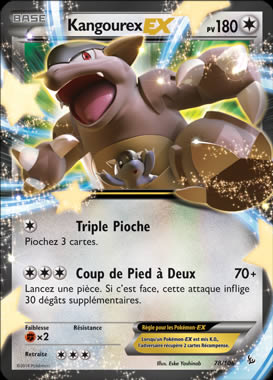 BASE
Kangourex EX PV180
Triple Pioche
Piochez 3 cartes.
Coup de Pied à Deux 70+
Lancez une pièce. Si c'est face, cette attaque inflige
30 dégâts supplémentaires.
Faiblesse Résistance
×2
Retraite
Règle pour les Pokémon-EX
Lorsqu'un Pokémon-EX est mis K.O.,
l'adversaire récupère 2 cartes Récompense.
Illus. Eske Yoshinob
78/106